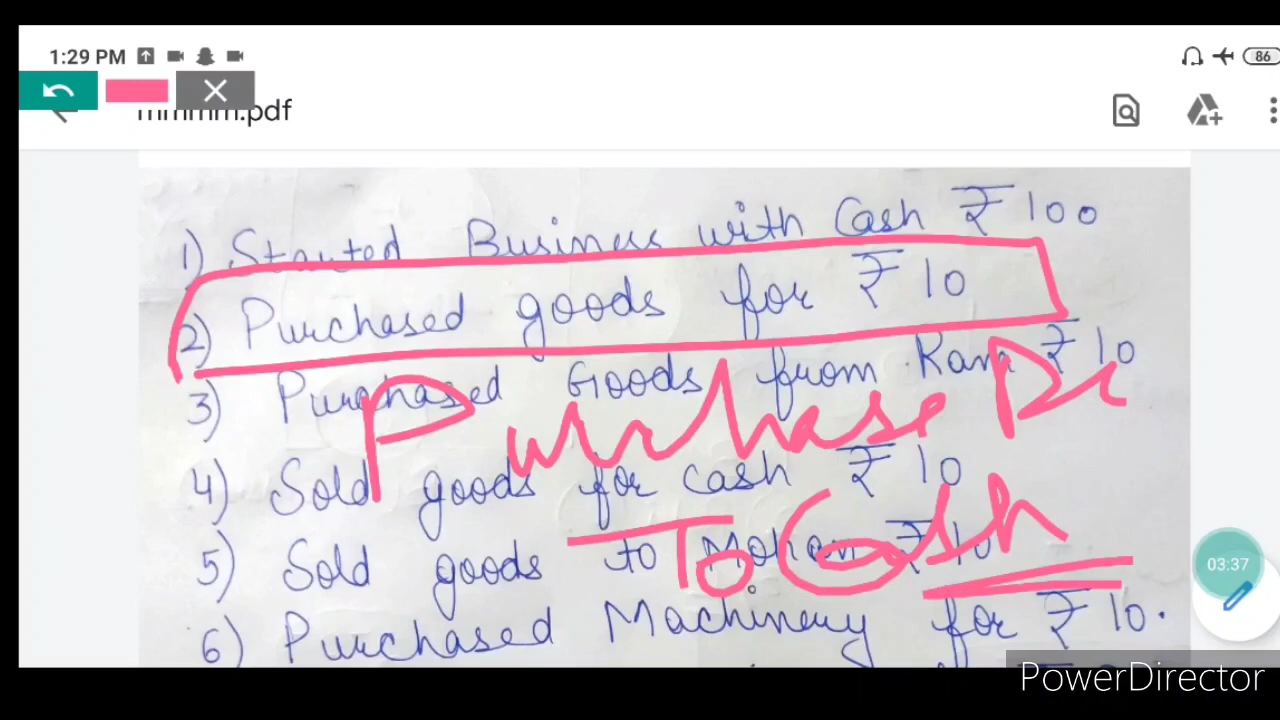 1:29 PM 86
mmmm.pdf
1) Started Business with Cash ₹ 100
2) Purchased goods for ₹ 10
3) Purchased Goods from Ram ₹ 10
Purchase Dr
4) Sold goods for cash ₹ 10
To Cash
5) Sold goods to Mohan ₹ 10
03:37
6) Purchased Machinery for ₹ 10.
PowerDirector